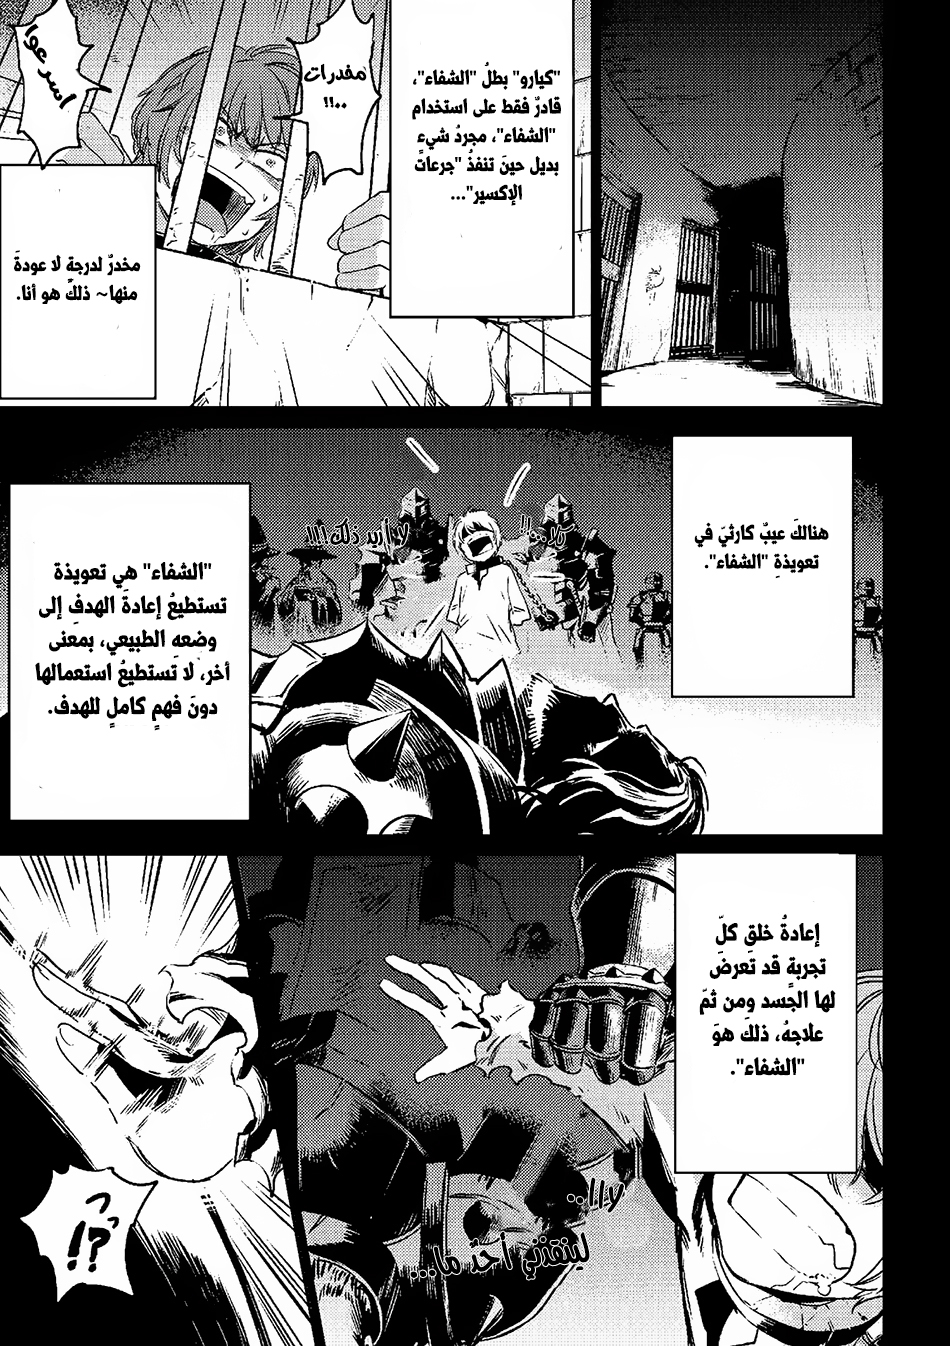 "كيارو" بطلُ "الشفاء"،
قادرٌ فقط على استخدام
"الشفاء"، مجردُ شيءٍ
بديل حينَ تنفذُ "جرعاتُ
الإكسير"...
مخدرات
..!!
اسرعوا
مخدرٌ لدرجةٍ لا عودةَ
منها~ ذلكَ هو أنا.
هنالكَ عيبٌ كارثيّ في
تعويذةِ "الشفاء".
كلا..!!
لا أريد ذلك!!!
"الشفاء" هي تعويذة
تستطيعُ إعادةَ الهدفِ إلى
وضعه الطبيعي، بمعنى
أخر، لا تستطيعُ استعمالها
دونَ فهمٍ كاملٍ للهدف.
إعادةُ خلقِ كلّ
تجربةٍ قد تعرضَ
لها الجسد ومن ثمّ
علاجهُ، ذلكَ هوَ
"الشفاء".
لااا..
لينقذني أحدٌ ما...
؟!